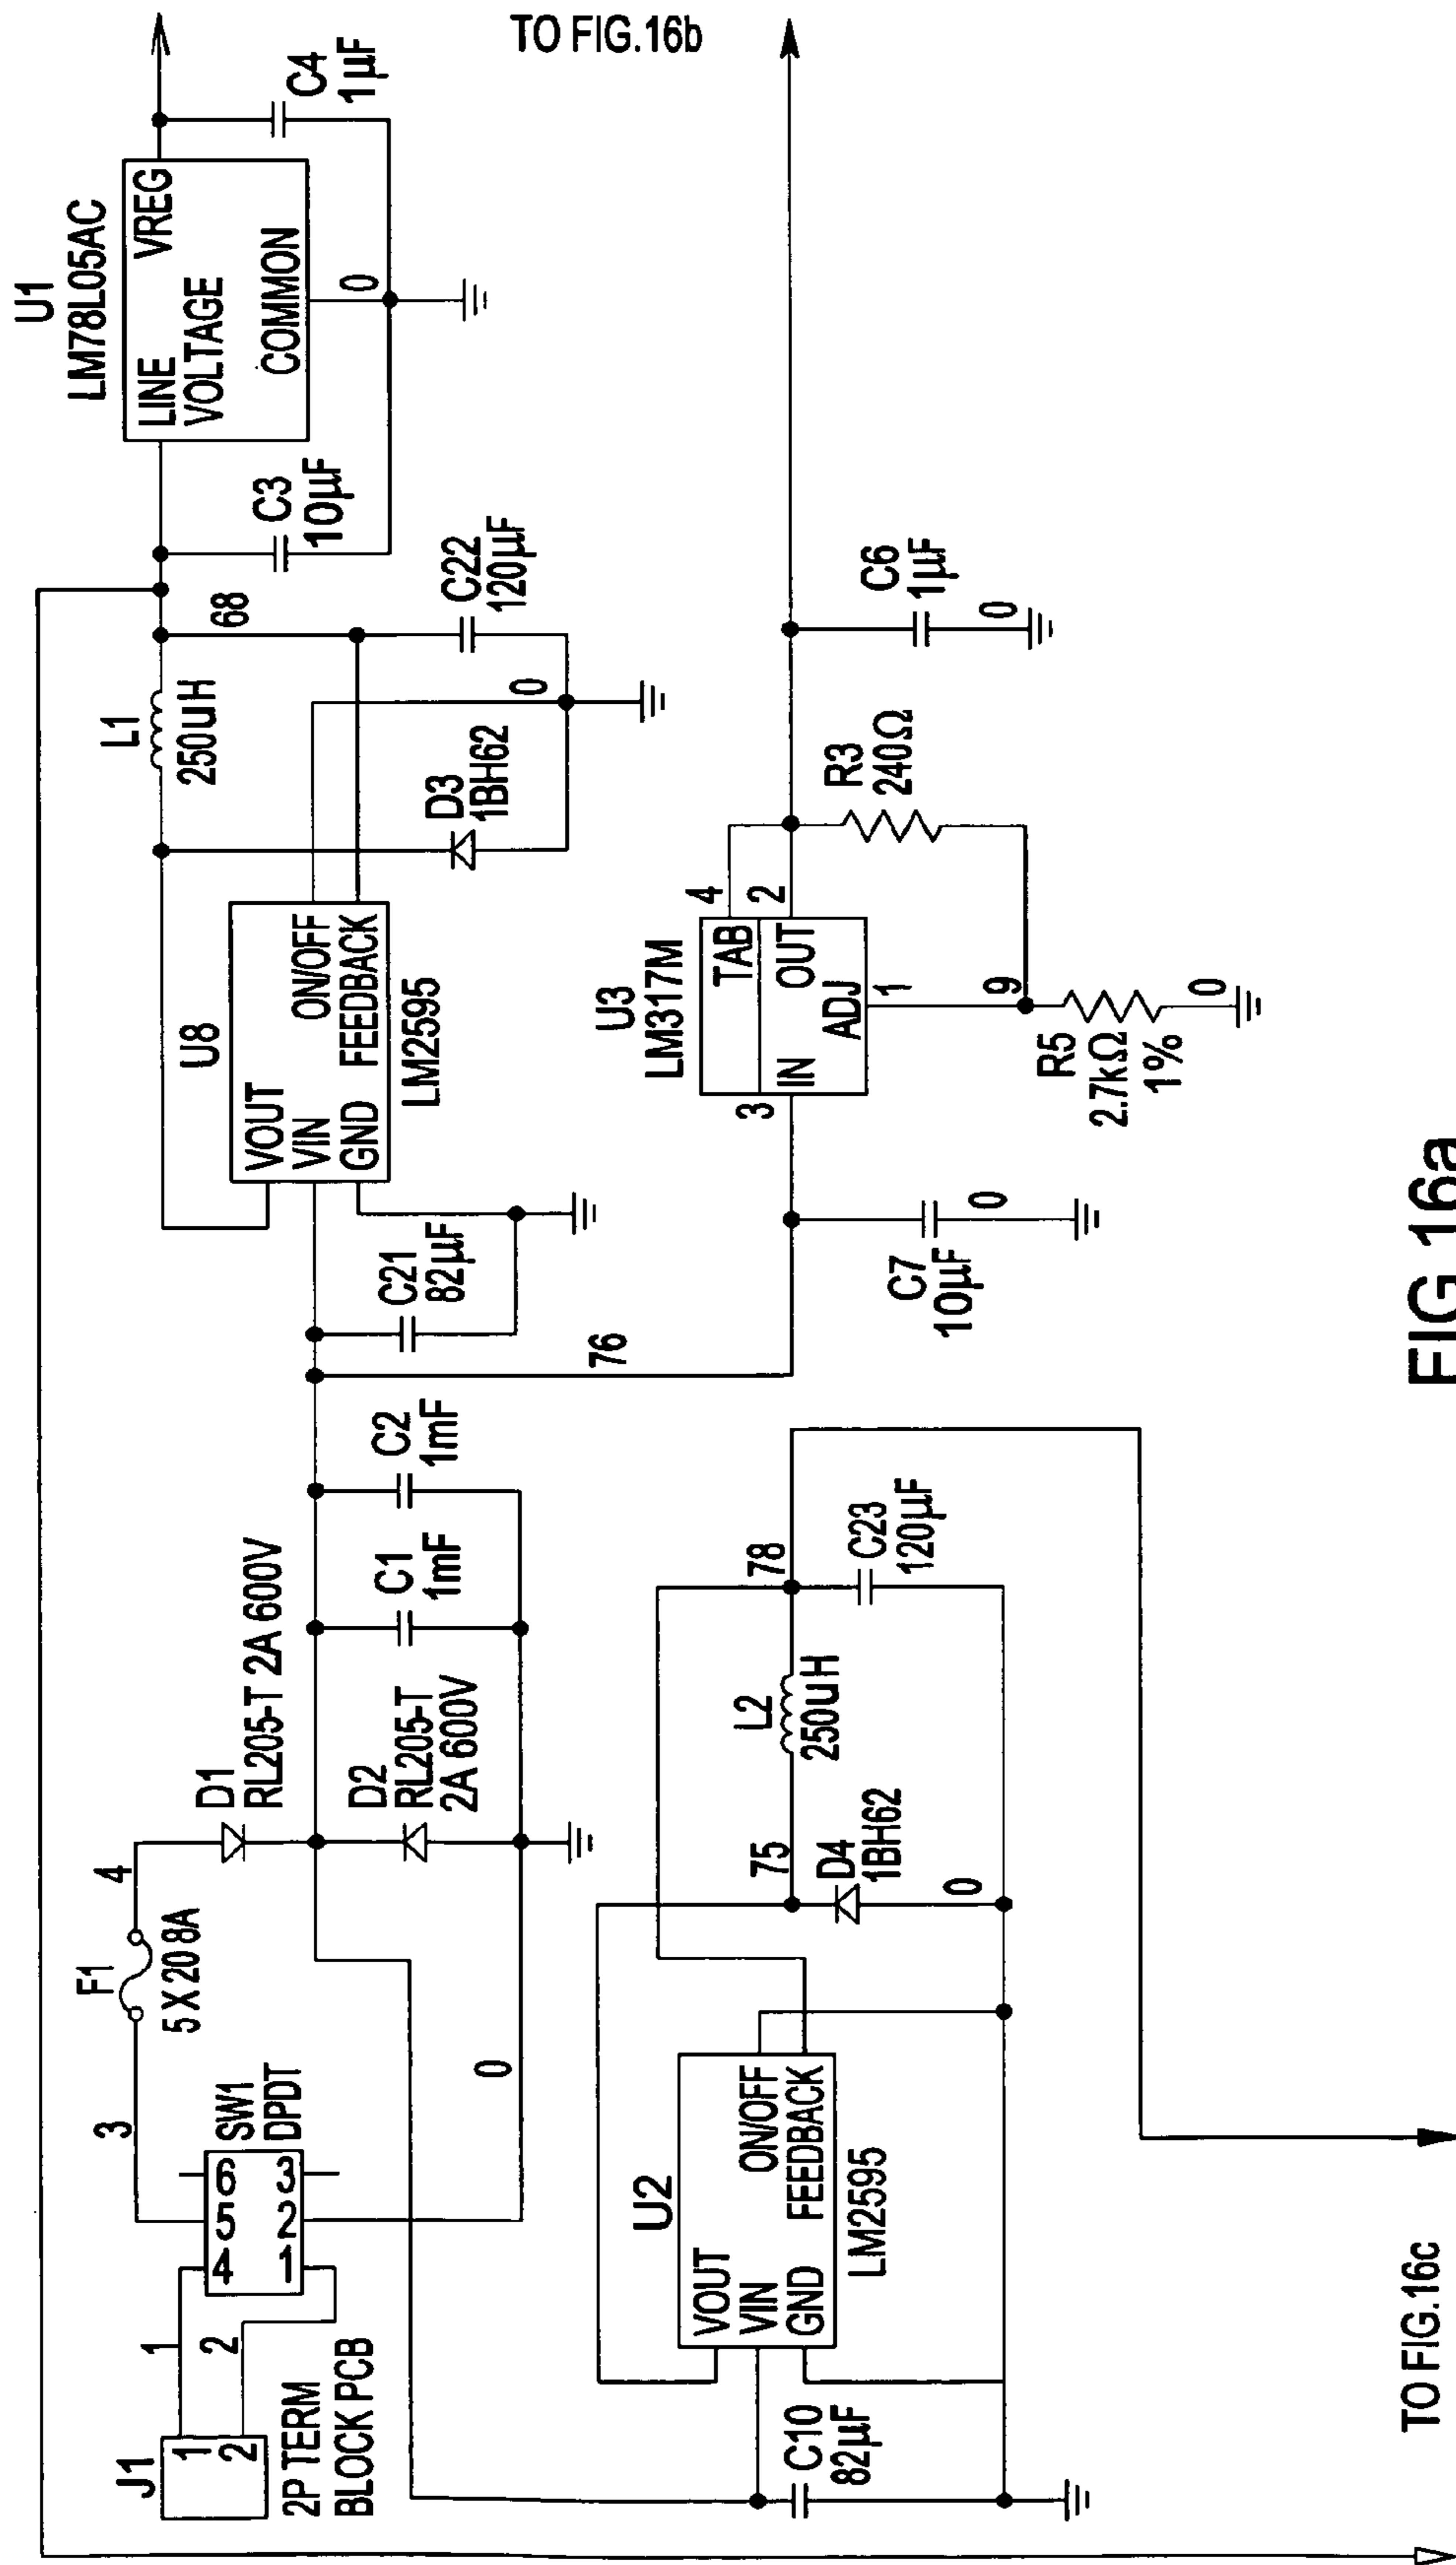 J1
1
2
2P TERM
BLOCK PCB
1
2
SW1
DPDT
4
5
6
1
2
3
3
F1
5 X 20 8A
4
0
D1
RL205-T 2A 600V
D2
RL205-T
2A 600V
C1
1mF
C2
1mF
76
C21
82µF
U8
VOUT
VIN
GND
ON/OFF
FEEDBACK
LM2595
D3
1BH62
0
L1
250uH
68
C22
120µF
C3
10µF
U1
LM78L05AC
LINE
VOLTAGE
VREG
COMMON
0
C4
1µF
TO FIG.16b
C10
82µF
U2
VOUT
VIN
GND
ON/OFF
FEEDBACK
LM2595
75
D4
1BH62
0
L2
250uH
78
C23
120µF
C7
10µF
0
U3
LM317M
TAB
IN
OUT
ADJ
3
4
2
1
9
R5
2.7kΩ
1%
0
R3
240Ω
C6
1µF
0
TO FIG.16c
FIG.16a